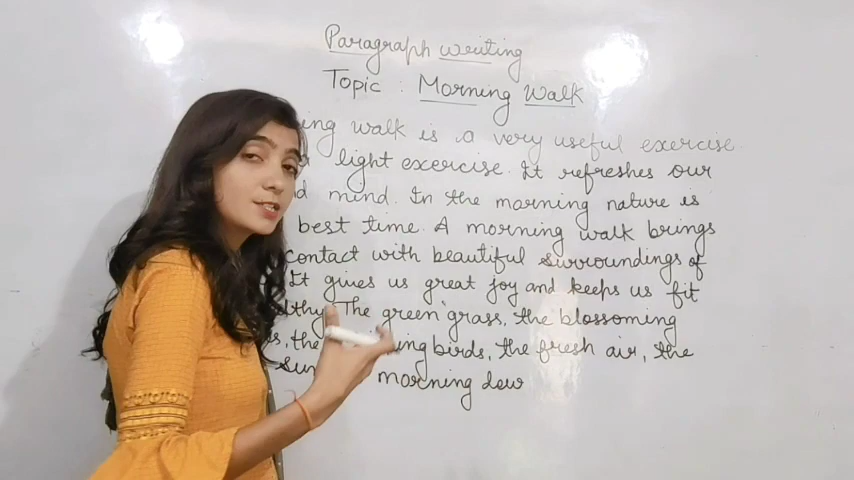 Paragraph writing
Topic : Morning Walk
ing walk is a very useful exercise.
light exercise. It refreshes our
d mind. In the morning nature is
best time. A morning walk brings
contact with beautiful surroundings of
It gives us great joy and keeps us fit
lthy. The green grass, the blossoming
s, the ing birds, the fresh air, the
Sun morning dew